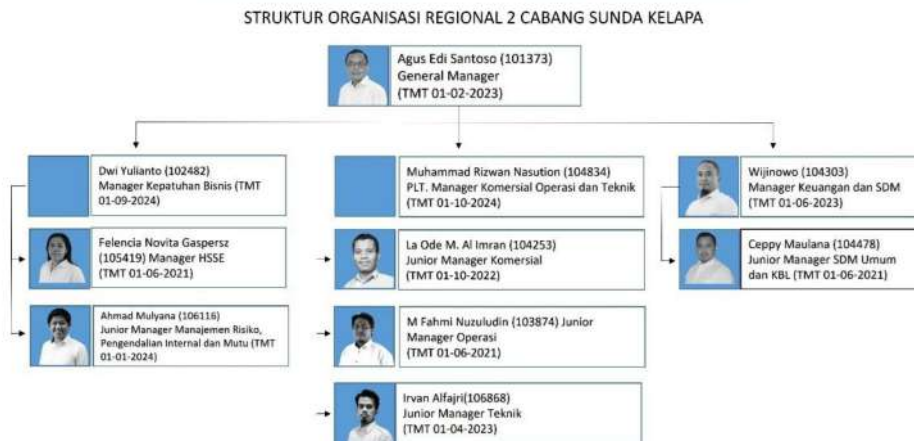 STRUKTUR ORGANISASI REGIONAL 2 CABANG SUNDA KELAPA
Agus Edi Santoso (101373)
General Manager
(TMT 01-02-2023)
Dwi Yulianto (102482)
Manager Kepatuhan Bisnis (TMT
01-09-2024)
Felencia Novita Gaspersz
(105419) Manager HSSE
(TMT 01-06-2021)
Ahmad Mulyana (106116)
Junior Manager Manajemen Risiko,
Pengendalian Internal dan Mutu (TMT
01-01-2024)
Muhammad Rizwan Nasution (104834)
PLT. Manager Komersial Operasi dan Teknik
(TMT 01-10-2024)
La Ode M. Al Imran (104253)
Junior Manager Komersial
(TMT 01-10-2022)
M Fahmi Nuzuludin (103874) Junior
Manager Operasi
(TMT 01-06-2021)
Irvan Alfajri(106868)
Junior Manager Teknik
(TMT 01-04-2023)
Wijinowo (104303)
Manager Keuangan dan SDM
(TMT 01-06-2023)
Ceppy Maulana (104478)
Junior Manager SDM Umum
dan KBL (TMT 01-06-2021)